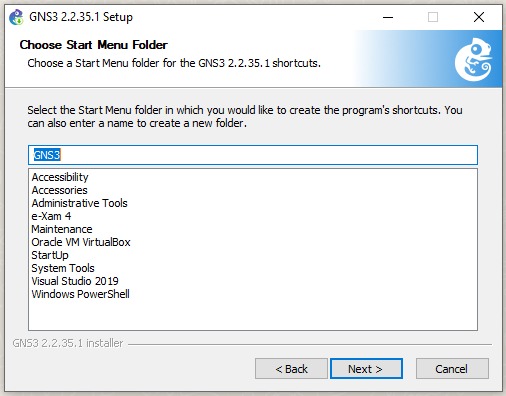 GNS3 2.2.35.1 Setup
Choose Start Menu Folder
Choose a Start Menu folder for the GNS3 2.2.35.1 shortcuts.
Select the Start Menu folder in which you would like to create the program's shortcuts. You
can also enter a name to create a new folder.
GNS3
Accessibility
Accessories
Administrative Tools
e-Xam 4
Maintenance
Oracle VM VirtualBox
StartUp
System Tools
Visual Studio 2019
Windows PowerShell
GNS3 2.2.35.1 installer
< Back Next > Cancel